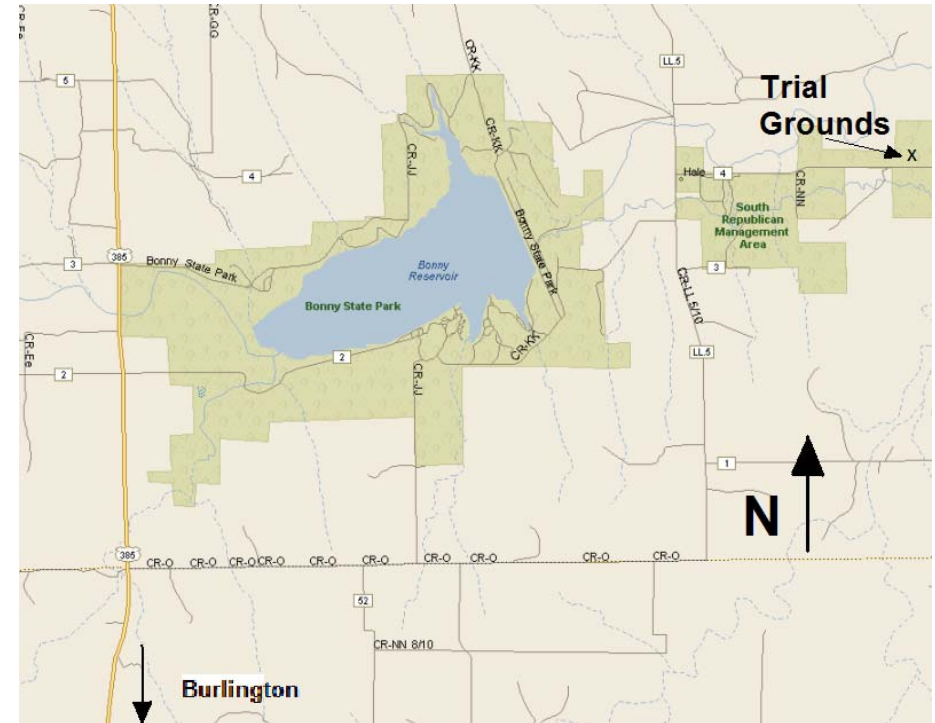 CR-Ee
CR-GG
CR-KK
5
LL.5
Trial
Grounds
X
CR-KK
CR-JJ
4
Hale
4
CR-NN
South
Republican
Management
Area
Bonny State Park
385
3
Bonny State Park
Bonny
Reservoir
3
Bonny State Park
CR-LL 5/10
CR-KK
LL.5
2
CR-Ee
2
CR-JJ
1
N
385
CR-O CR-O CR-O CR-O CR-O CR-O CR-O CR-O CR-O CR-O
52
CR-NN 8/10
Burlington